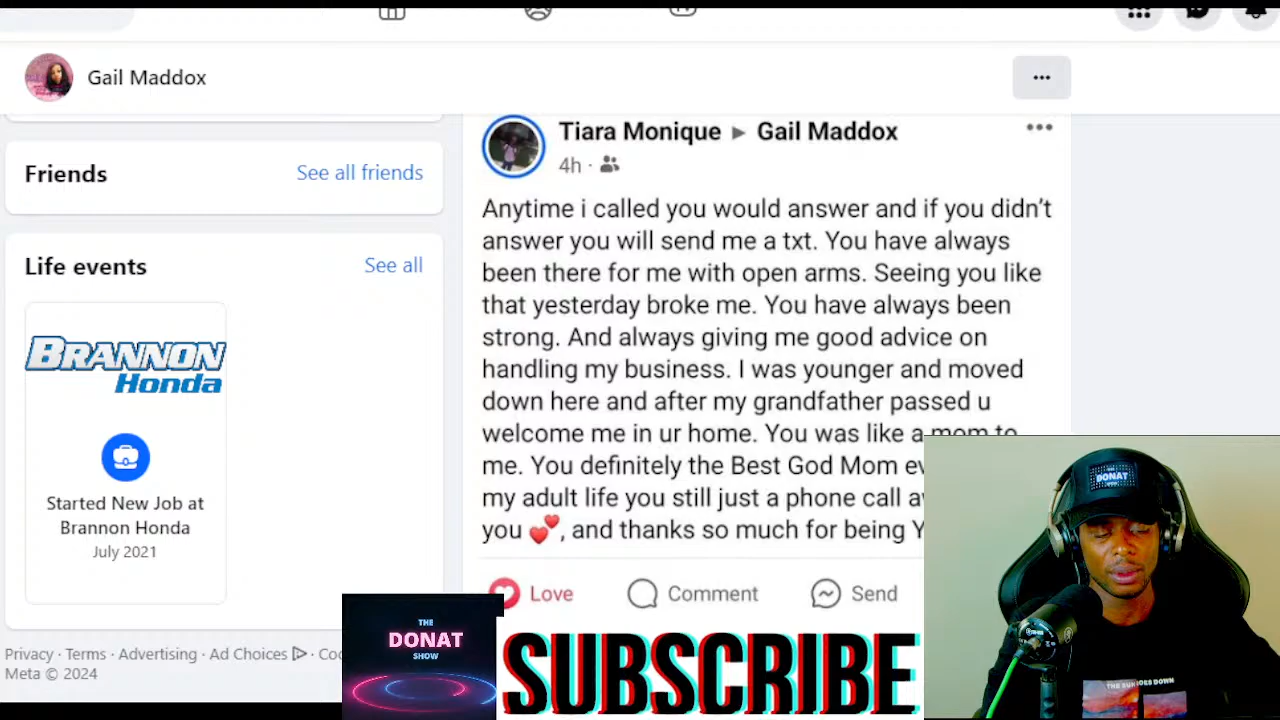 Gail Maddox
Friends
See all friends
Life events
See all
BRANNON
Honda
Started New Job at
Brannon Honda
July 2021
Privacy · Terms · Advertising · Ad Choices
Meta © 2024
Tiara Monique ▸ Gail Maddox
4h ·
Anytime i called you would answer and if you didn't
answer you will send me a txt. You have always
been there for me with open arms. Seeing you like
that yesterday broke me. You have always been
strong. And always giving me good advice on
handling my business. I was younger and moved
down here and after my grandfather passed u
welcome me in ur home. You was like a mom to
me. You definitely the Best God Mom
my adult life you still just a phone call
you 💕, and thanks so much for being
Love
Comment
Send
THE
DONAT
SHOW
SUBSCRIBE
DONAT